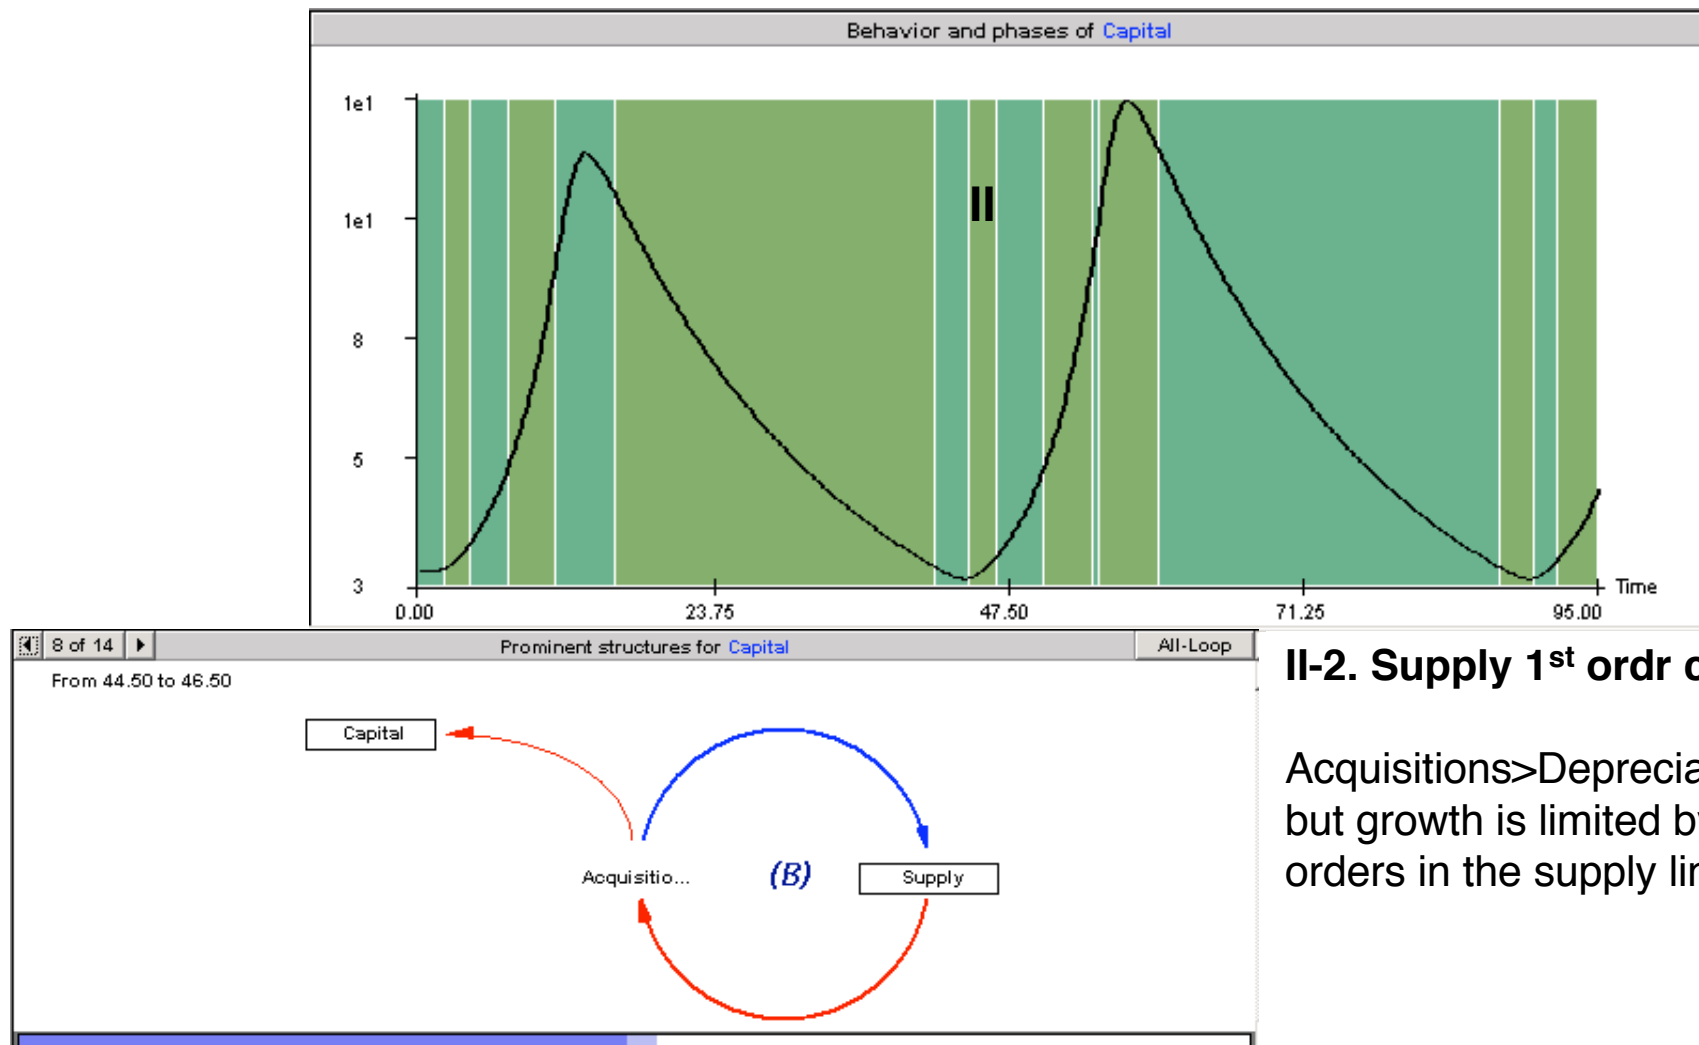 Behavior and phases of Capital
1e1
1e1
8
5
3
0.00 23.75 47.50 71.25 95.00
Time
II
8 of 14
Prominent structures for Capital
All-Loop
From 44.50 to 46.50
Capital
Acquisitio...
(B)
Supply
II-2. Supply 1st ordr
Acquisitions>
but growth is limited
orders in the supply